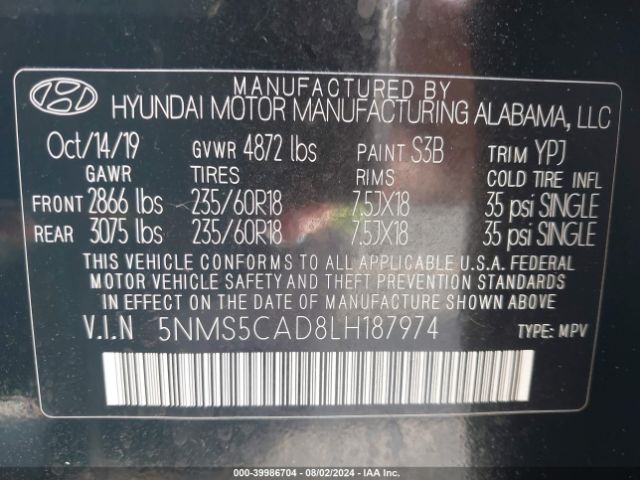 MANUFACTURED BY
HYUNDAI MOTOR MANUFACTURING ALABAMA, LLC
Oct/14/19 GVWR 4872 lbs PAINT S3B TRIM YPJ
GAWR TIRES RIMS COLD TIRE INFL
FRONT 2866 lbs 235/60R18 7.5JX18 35 psi SINGLE
REAR 3075 lbs 235/60R18 7.5JX18 35 psi SINGLE
THIS VEHICLE CONFORMS TO ALL APPLICABLE U.S.A. FEDERAL
MOTOR VEHICLE SAFETY AND THEFT PREVENTION STANDARDS
IN EFFECT ON THE DATE OF MANUFACTURE SHOWN ABOVE
V.I.N 5NMS5CAD8LH187974 TYPE: MPV
000-39986704 - 08/02/2024 - IAA Inc.